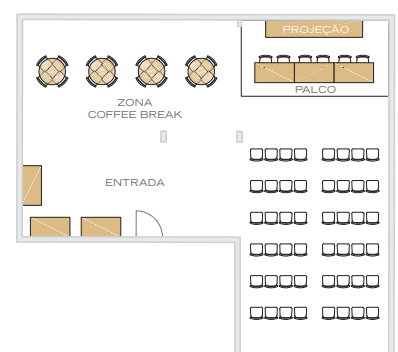 PROJEÇÃO
PALCO
ZONA
COFFEE BREAK
ENTRADA